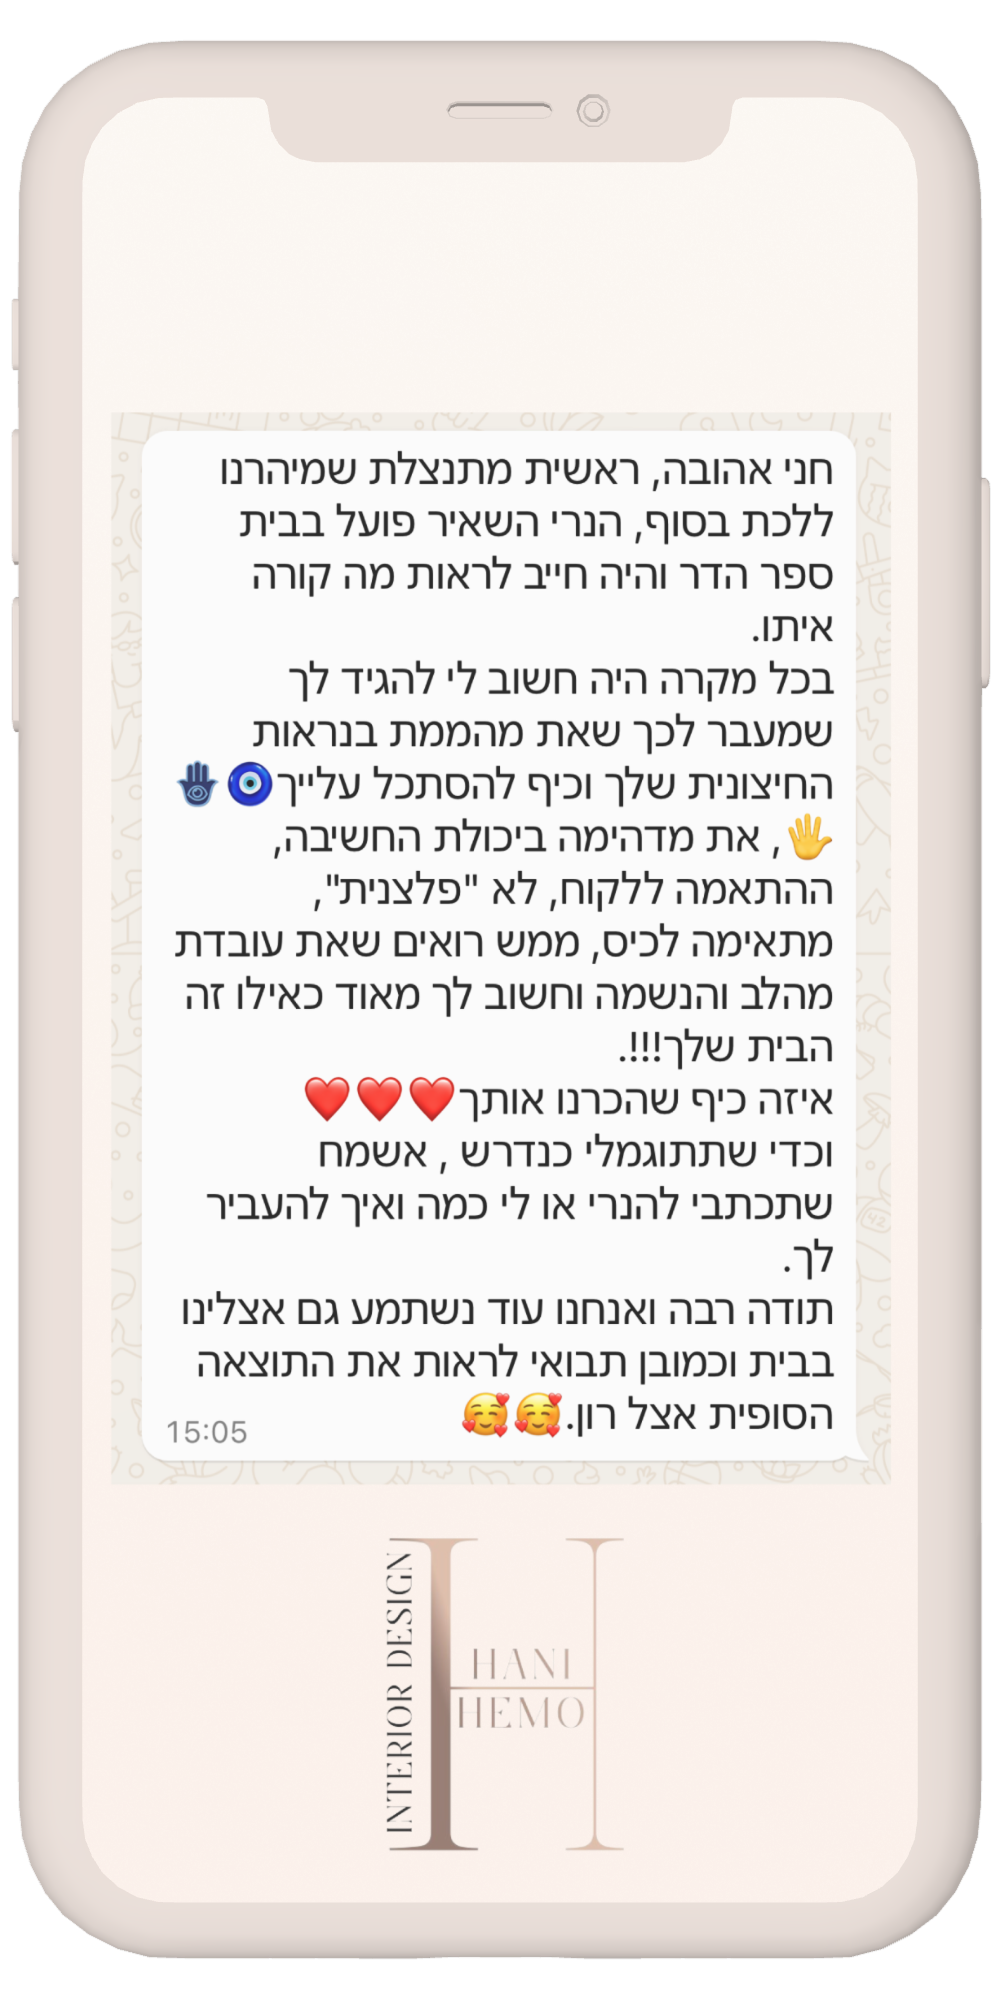 חני אהובה, ראשית מתנצלת שמיהרנו
ללכת בסוף, הנרי השאיר פועל בבית
ספר הדר והיה חייב לראות מה קורה
איתו.
בכל מקרה היה חשוב לי להגיד לך
שמעבר לכך שאת מהממת בנראות
החיצונית שלך וכיף להסתכל עלייך🧿🪬
🖐️, את מדהימה ביכולת החשיבה,
ההתאמה ללקוח, לא "פלצנית",
מתאימה לכיס, ממש רואים שאת עובדת
מהלב והנשמה וחשוב לך מאוד כאילו זה
הבית שלך!!!.
איזה כיף שהכרנו אותך❤️❤️❤️
וכדי שתתוגמלי כנדרש , אשמח
שתכתבי להנרי או לי כמה ואיך להעביר
לך.
תודה רבה ואנחנו עוד נשתמע גם אצלינו
בבית וכמובן תבואי לראות את התוצאה
הסופית אצל רון.🥰🥰
15:05
INTERIOR DESIGN
H
HANI
HEMO